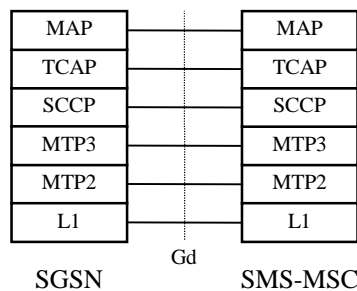 MAP MAP
TCAP TCAP
SCCP SCCP
MTP3 MTP3
MTP2 MTP2
L1 L1
Gd
SGSN SMS-MSC